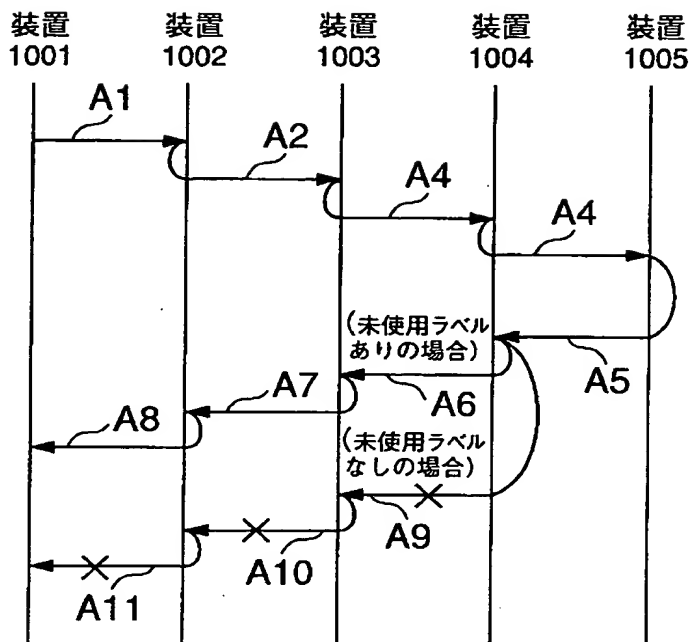 装置
1001
装置
1002
装置
1003
装置
1004
装置
1005
A1
A2
A4
A4
(未使用ラベル
ありの場合)
A5
A6
A7
A8
(未使用ラベル
なしの場合)
A9
A10
A11